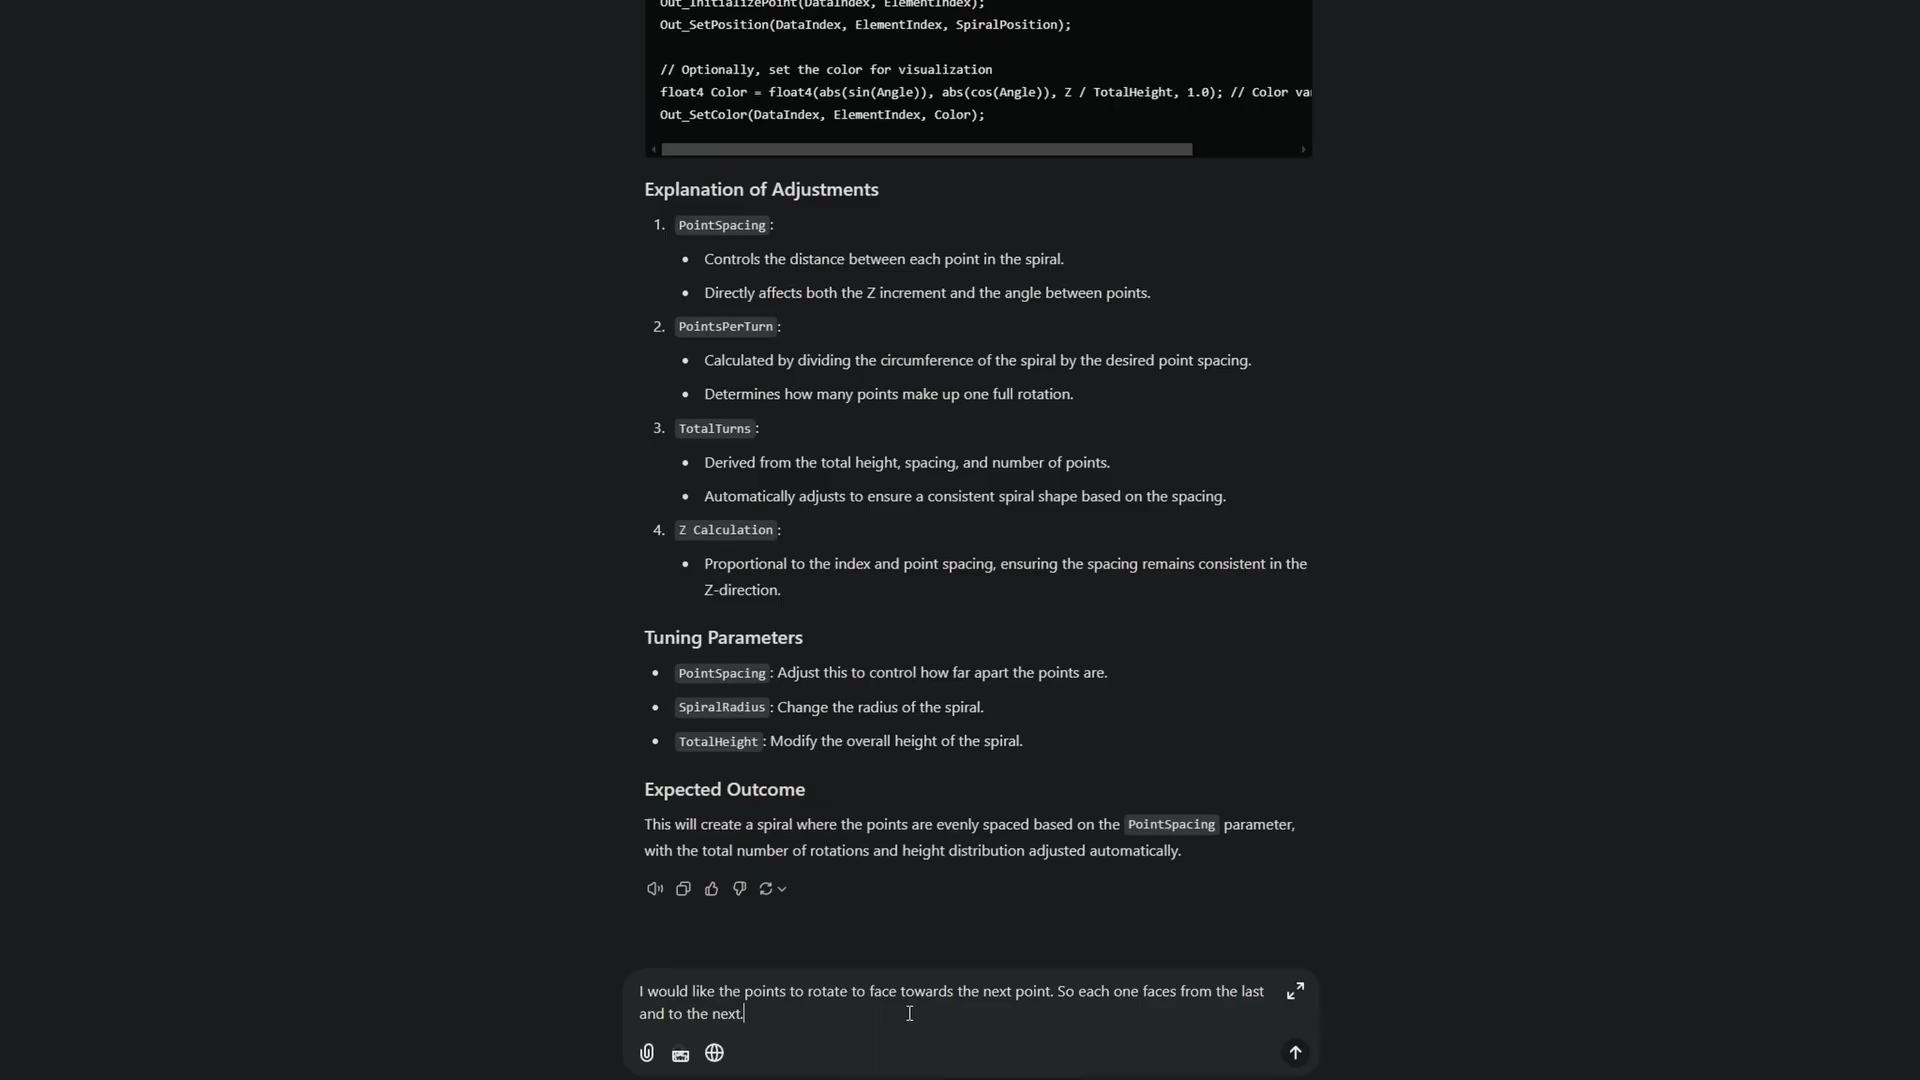 Out_InitializePoint(DataIndex, ElementIndex);
Out_SetPosition(DataIndex, ElementIndex, SpiralPosition);
// Optionally, set the color for visualization
float4 Color = float4(abs(sin(Angle)), abs(cos(Angle)), Z / TotalHeight, 1.0); // Color va
Out_SetColor(DataIndex, ElementIndex, Color);
Explanation of Adjustments
1. PointSpacing:
• Controls the distance between each point in the spiral.
• Directly affects both the Z increment and the angle between points.
2. PointsPerTurn:
• Calculated by dividing the circumference of the spiral by the desired point spacing.
• Determines how many points make up one full rotation.
3. TotalTurns:
• Derived from the total height, spacing, and number of points.
• Automatically adjusts to ensure a consistent spiral shape based on the spacing.
4. Z Calculation:
• Proportional to the index and point spacing, ensuring the spacing remains consistent in the
Z-direction.
Tuning Parameters
• PointSpacing: Adjust this to control how far apart the points are.
• SpiralRadius: Change the radius of the spiral.
• TotalHeight: Modify the overall height of the spiral.
Expected Outcome
This will create a spiral where the points are evenly spaced based on the PointSpacing parameter,
with the total number of rotations and height distribution adjusted automatically.
I would like the points to rotate to face towards the next point. So each one faces from the last
and to the next.